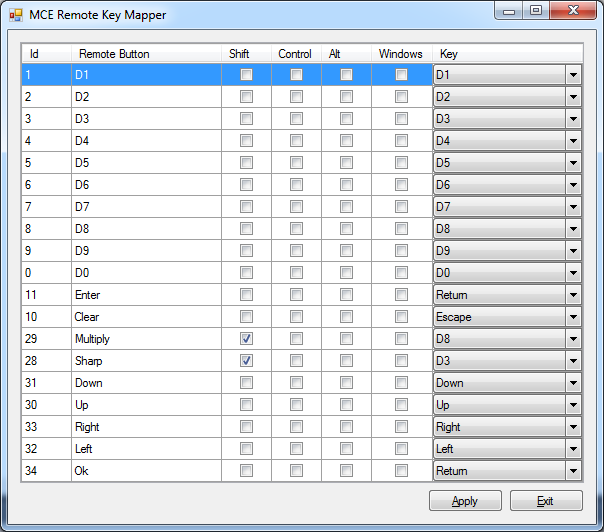 MCE Remote Key Mapper
Id Remote Button Shift Control Alt Windows Key
1 D1 D1
2 D2 D2
3 D3 D3
4 D4 D4
5 D5 D5
6 D6 D6
7 D7 D7
8 D8 D8
9 D9 D9
0 D0 D0
11 Enter Return
10 Clear Escape
29 Multiply D8
28 Sharp D3
31 Down Down
30 Up Up
33 Right Right
32 Left Left
34 Ok Return
Apply Exit